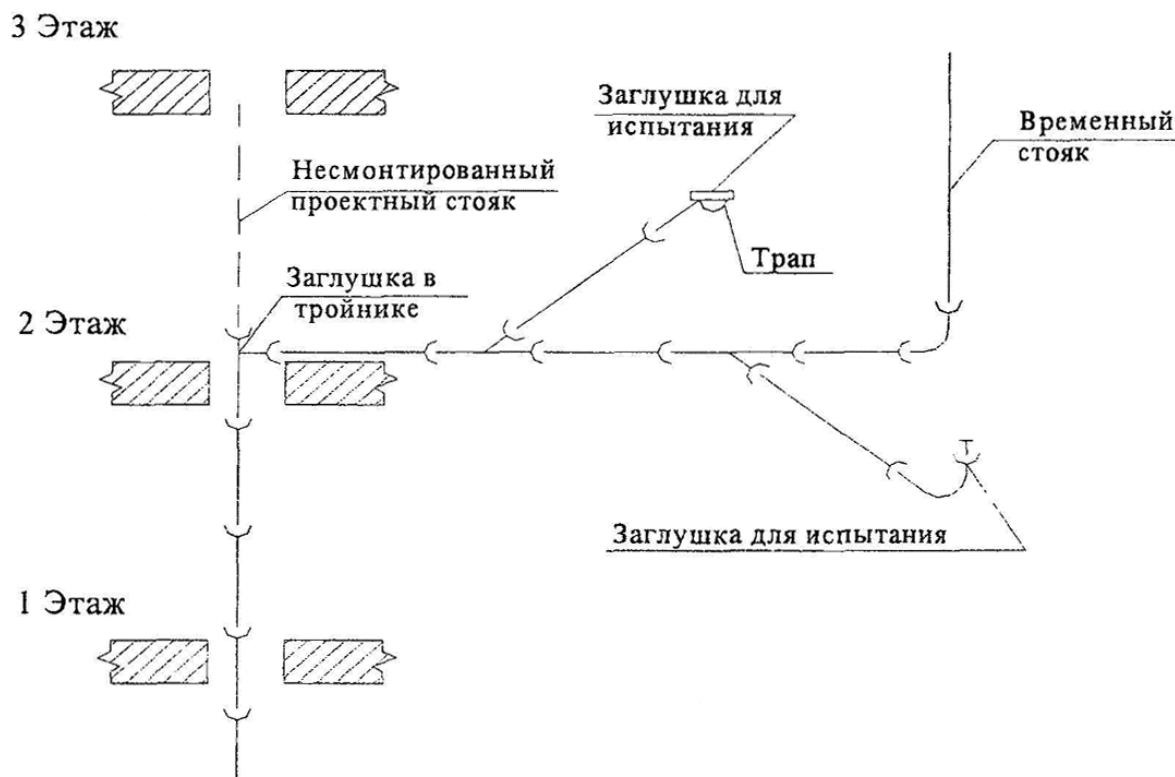 3 Этаж
Заглушка для
испытания
Временный
стояк
Несмонтированный
проектный стояк
Трап
Заглушка в
тройнике
2 Этаж
Заглушка для испытания
1 Этаж